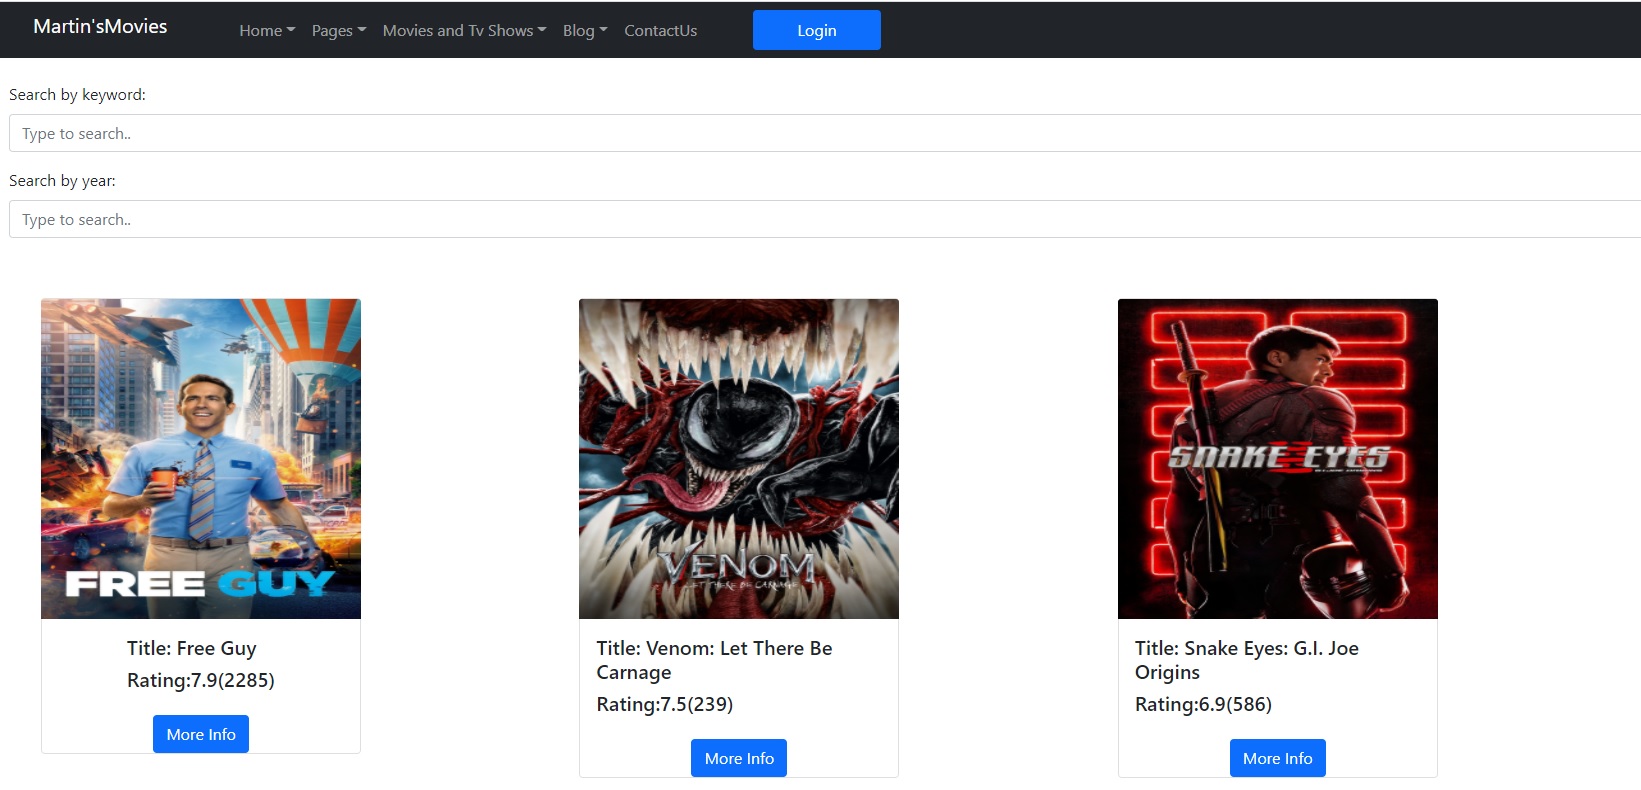 Martin'sMovies
Home Pages Movies and Tv Shows Blog ContactUs Login
Search by keyword:
Type to search..
Search by year:
Type to search..
FREE GUY
VENOM
LET THERE BE CARNAGE
SNAKE EYES
Title: Free Guy
Rating:7.9(2285)
More Info
Title: Venom: Let There Be
Carnage
Rating:7.5(239)
More Info
Title: Snake Eyes: G.I. Joe
Origins
Rating:6.9(586)
More Info